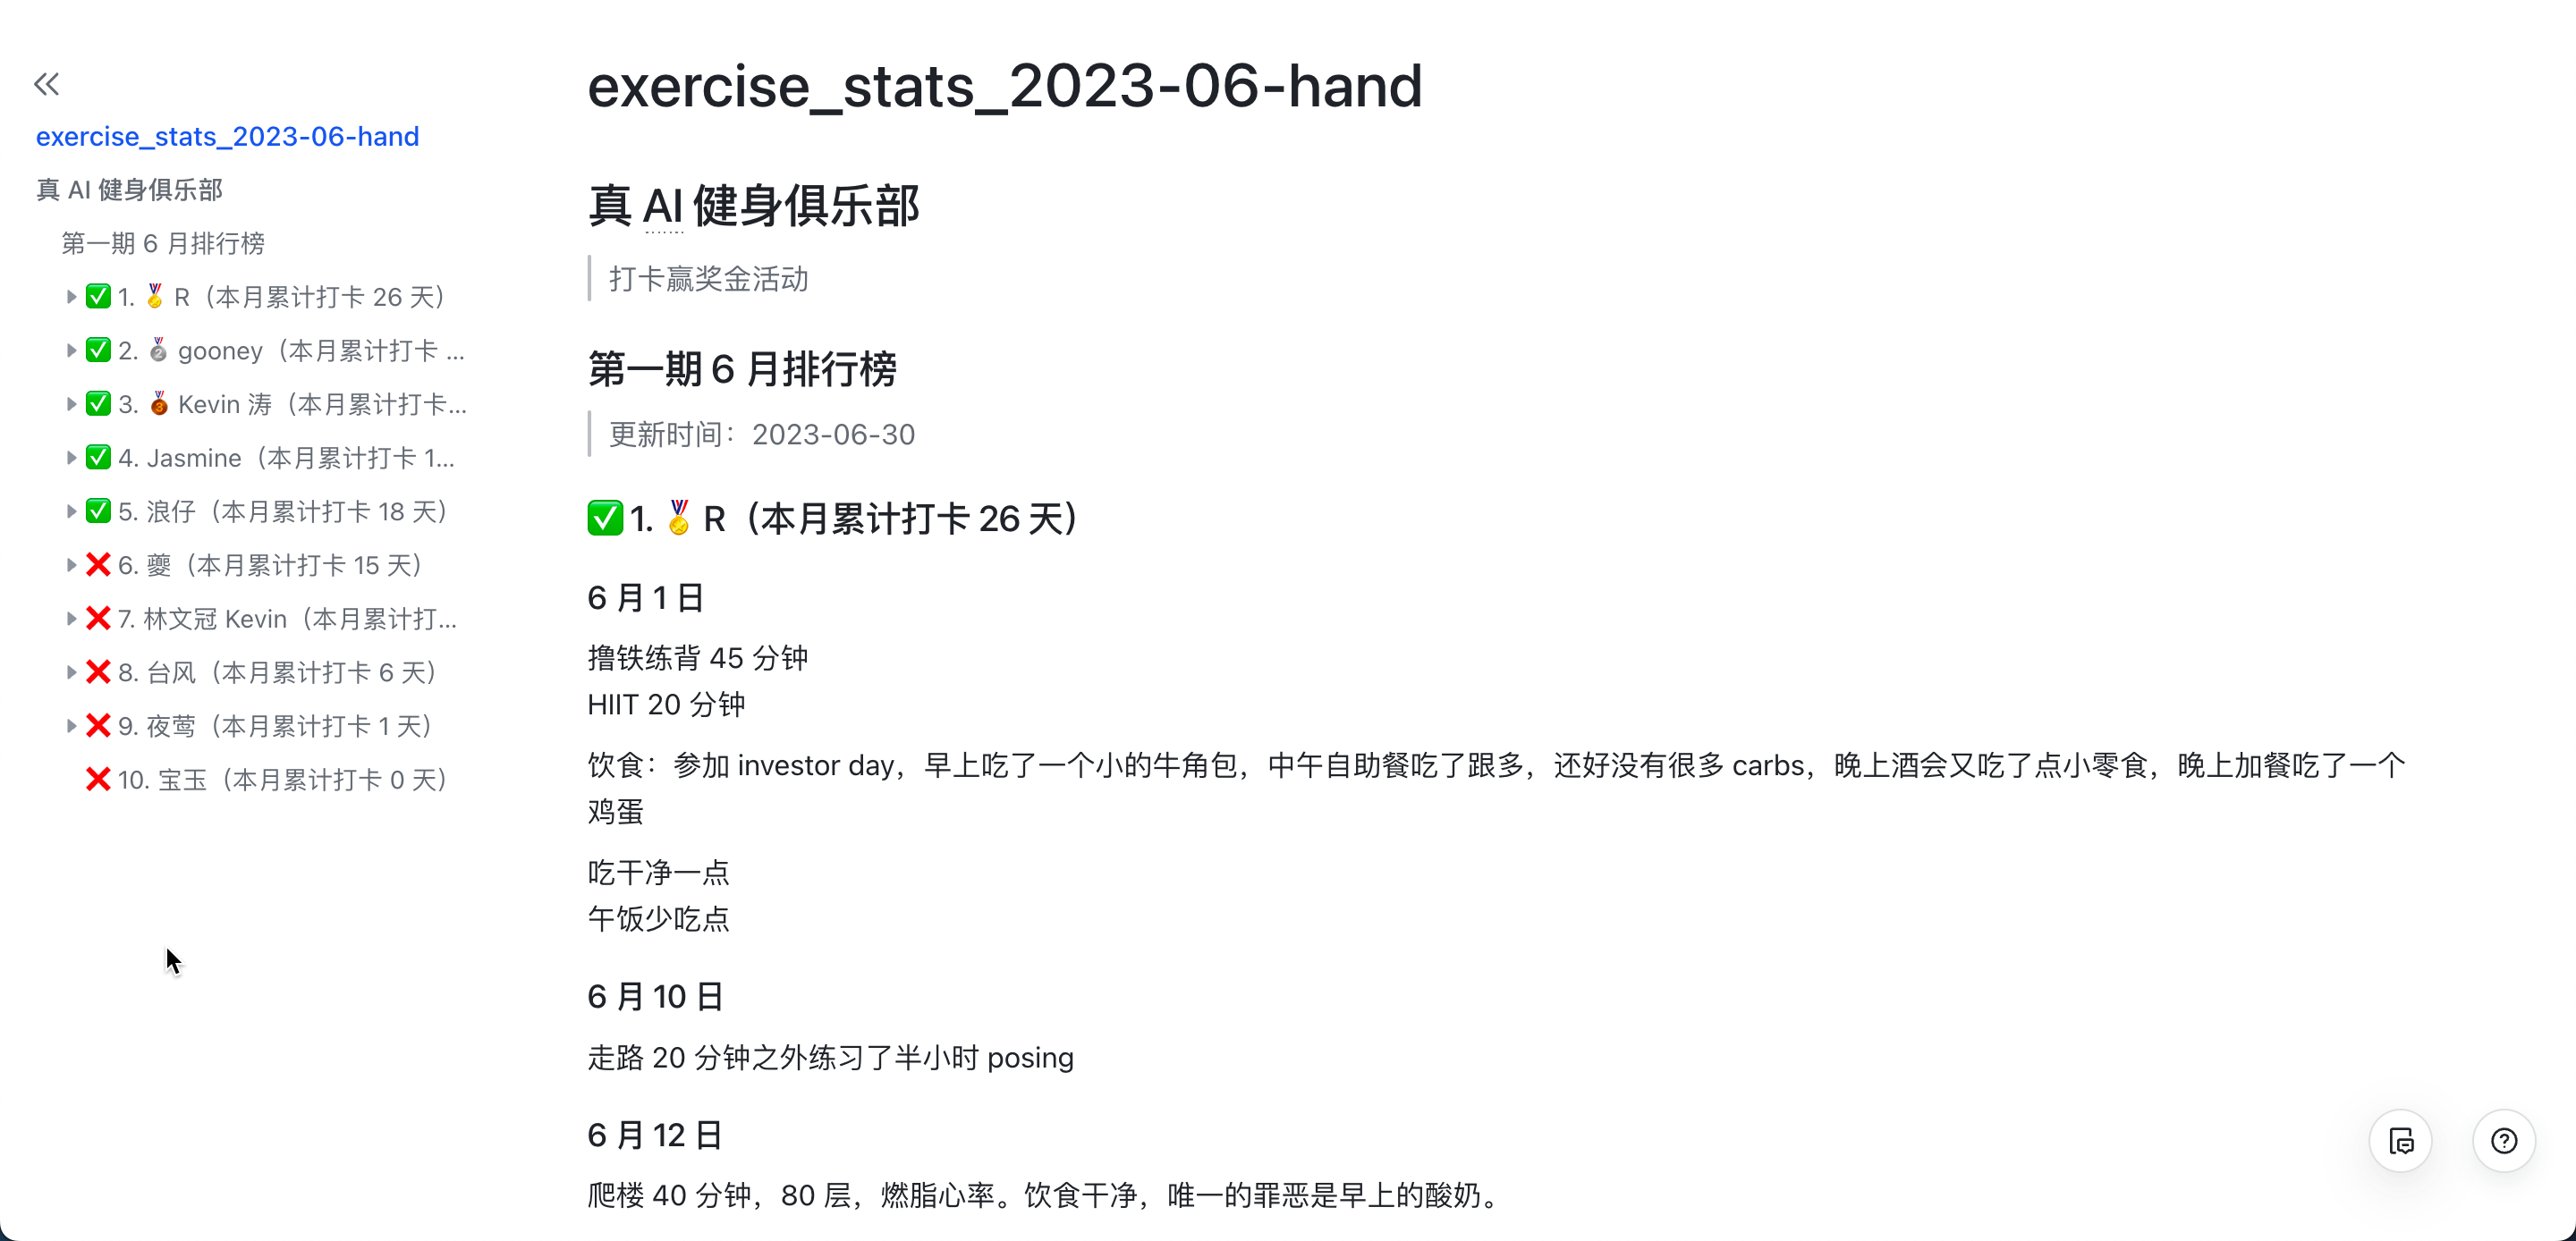 exercise_stats_2023-06-hand
真 AI 健身俱乐部
第一期 6 月排行榜
✅ 1. 🏅 R（本月累计打卡 26 天）
✅ 2. 🥈 gooney（本月累计打卡 ...
✅ 3. 🥉 Kevin 涛（本月累计打卡...
✅ 4. Jasmine（本月累计打卡 1...
✅ 5. 浪仔（本月累计打卡 18 天）
❌ 6. 夔（本月累计打卡 15 天）
❌ 7. 林文冠 Kevin（本月累计打...
❌ 8. 台风（本月累计打卡 6 天）
❌ 9. 夜莺（本月累计打卡 1 天）
❌ 10. 宝玉（本月累计打卡 0 天）
exercise_stats_2023-06-hand
真 AI 健身俱乐部
打卡赢奖金活动
第一期 6 月排行榜
更新时间：2023-06-30
✅ 1. 🏅 R（本月累计打卡 26 天）
6 月 1 日
撸铁练背 45 分钟
HIIT 20 分钟
饮食：参加 investor day，早上吃了一个小的牛角包，中午自助餐吃了跟多，还好没有很多 carbs，晚上酒会又吃了点小零食，晚上加餐吃了一个
鸡蛋
吃干净一点
午饭少吃点
6 月 10 日
走路 20 分钟之外练习了半小时 posing
6 月 12 日
爬楼 40 分钟，80 层，燃脂心率。饮食干净，唯一的罪恶是早上的酸奶。